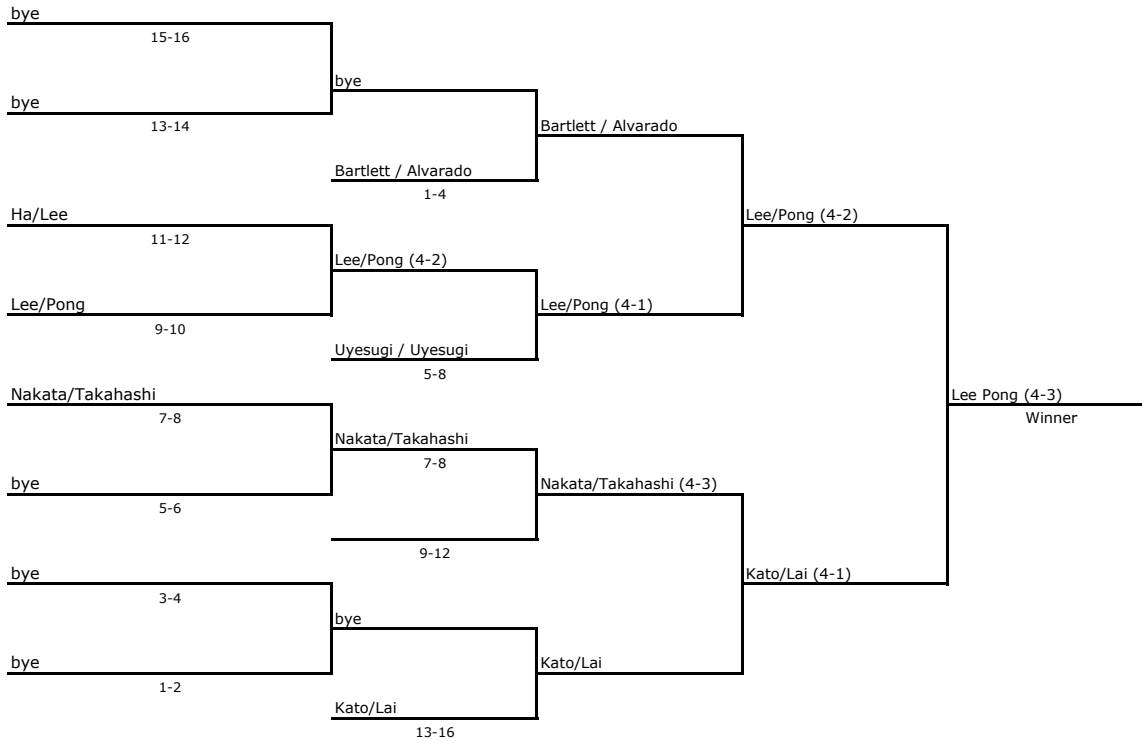 bye
15-16
bye
bye
13-14
Bartlett / Alvarado
Bartlett / Alvarado
1-4
Ha/Lee
Lee/Pong (4-2)
11-12
Lee/Pong (4-2)
Lee/Pong
Lee/Pong (4-1)
9-10
Uyesugi / Uyesugi
5-8
Nakata/Takahashi
Lee Pong (4-3)
7-8
Winner
Nakata/Takahashi
7-8
bye
Nakata/Takahashi (4-3)
5-6
9-12
bye
Kato/Lai (4-1)
3-4
bye
bye
Kato/Lai
1-2
Kato/Lai
13-16